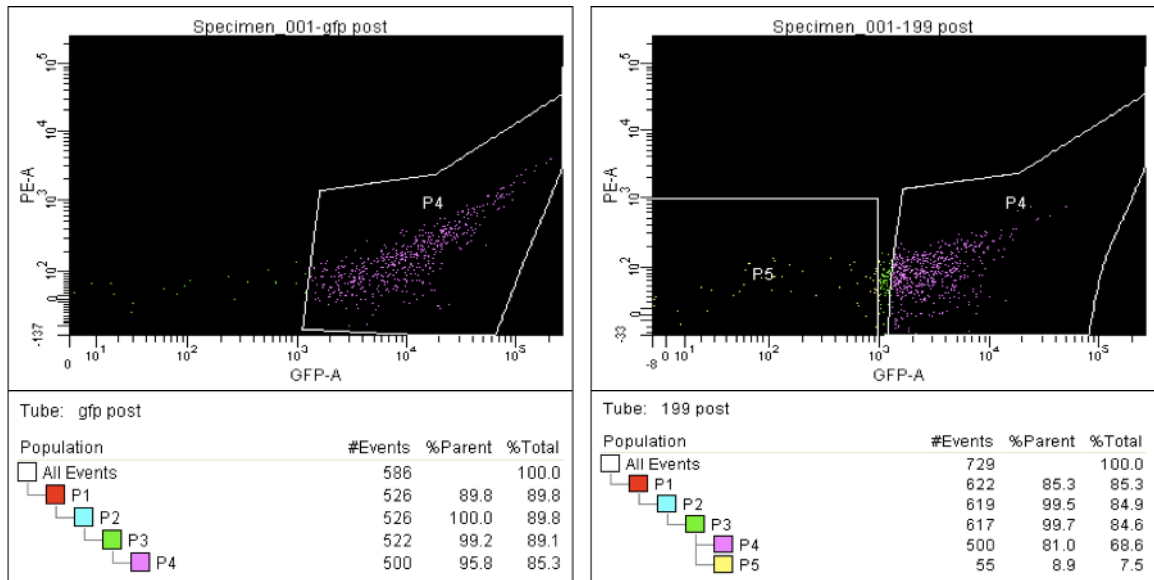 Specimen_001-gfp post
PE-A
10^5
10^4
10^3
10^2
0
-137
P4
0 10^1 10^2 10^3 10^4 10^5
GFP-A
Tube: gfp post
Population #Events %Parent %Total
All Events 586 100.0
P1 526 89.8 89.8
P2 526 100.0 89.8
P3 522 99.2 89.1
P4 500 95.8 85.3
Specimen_001-199 post
PE-A
10^5
10^4
10^3
10^2
0
-33
P4
P5
-8 0 10^1 10^2 10^3 10^4 10^5
GFP-A
Tube: 199 post
Population #Events %Parent %Total
All Events 729 100.0
P1 622 85.3 85.3
P2 619 99.5 84.9
P3 617 99.7 84.6
P4 500 81.0 68.6
P5 55 8.9 7.5